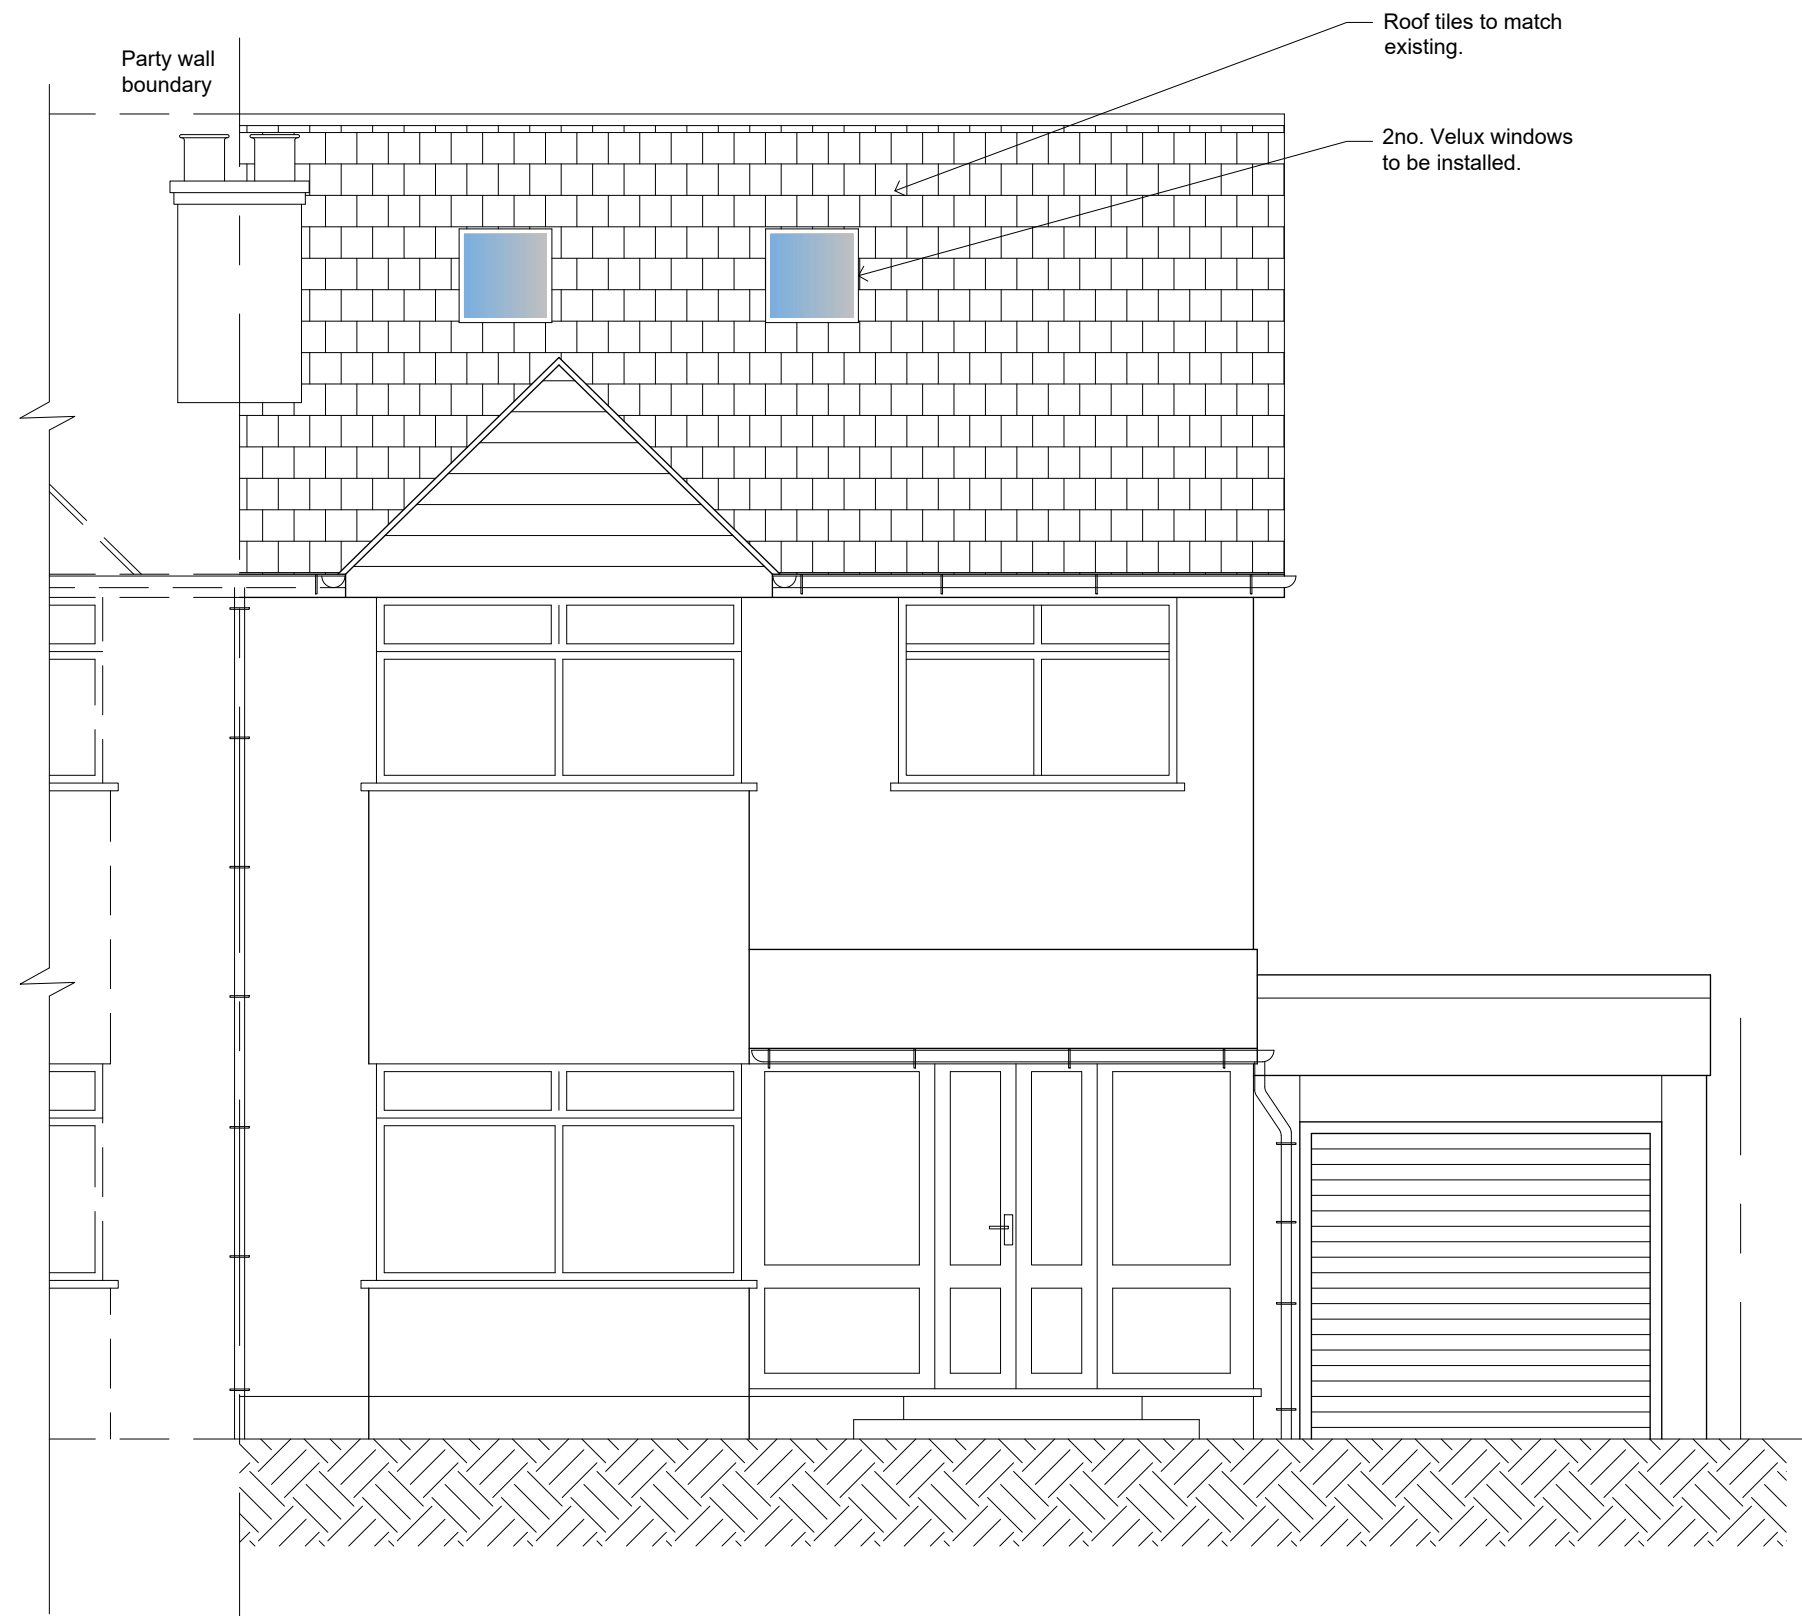 Roof tiles to match
existing.
Party wall
boundary
2no. Velux windows
to be installed.